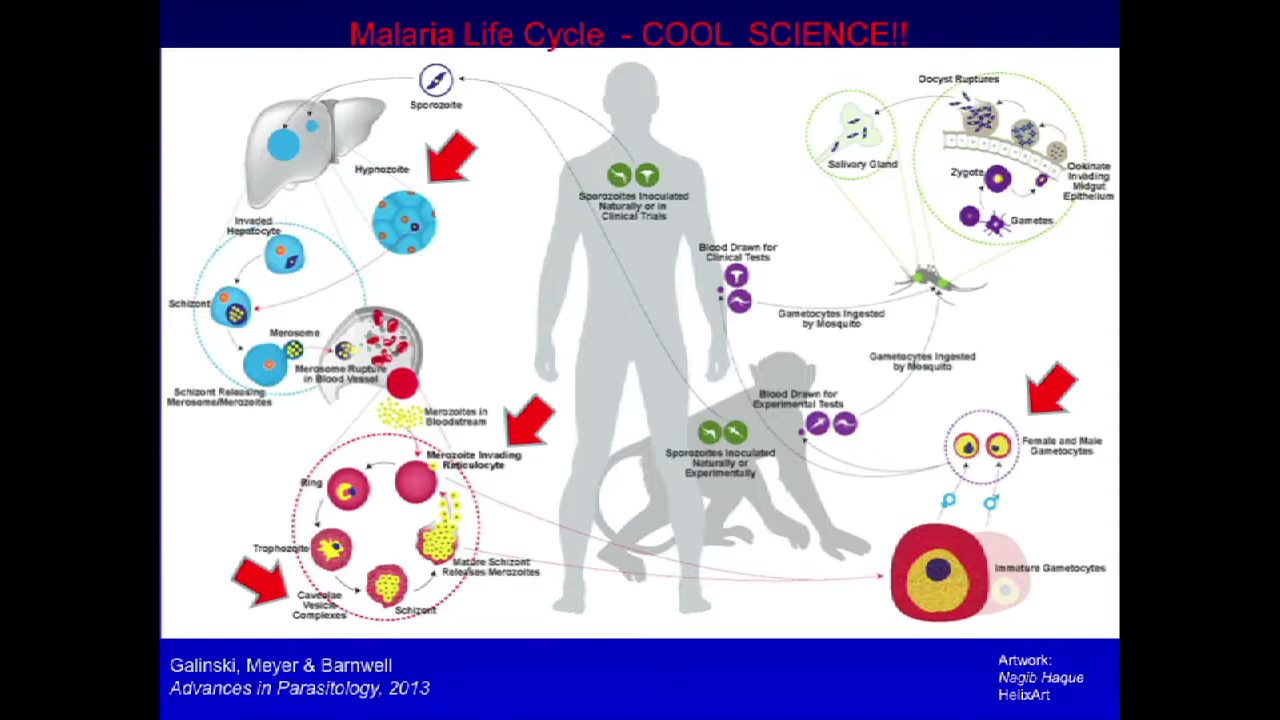 Malaria Life Cycle - COOL SCIENCE!!
Sporozoite
Hypnozoite
Invaded
Hepatocyte
Schizont
Merosome
Schizont Releasing
Merosome/Merozoites
Merosome Rupture
in Blood Vessel
Merozoites in
Bloodstream
Merozoite Invading
Reticulocyte
Ring
Trophozoite
Caveolae
Vesicle
Complexes
Schizont
Mature Schizont
Releases Merozoites
Sporozoites Inoculated
Naturally or in
Clinical Trials
Blood Drawn for
Clinical Tests
Gametocytes Ingested
by Mosquito
Gametocytes Ingested
by Mosquito
Blood Drawn for
Experimental Tests
Sporozoites Inoculated
Naturally or
Experimentally
Oocyst Ruptures
Salivary Gland
Zygote
Ookinate
Invading
Midgut
Epithelium
Gametes
Female and Male
Gametocytes
Immature Gametocytes
Galinski, Meyer & Barnwell
Advances in Parasitology, 2013
Artwork:
Nagib Haque
HelixArt